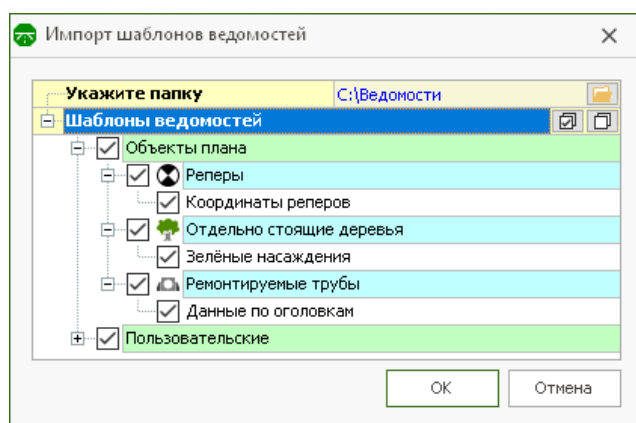 Импорт шаблонов ведомостей
Укажите папку C:\Ведомости
Шаблоны ведомостей
Объекты плана
Реперы
Координаты реперов
Отдельно стоящие деревья
Зелёные насаждения
Ремонтируемые трубы
Данные по оголовкам
Пользовательские
ОК Отмена